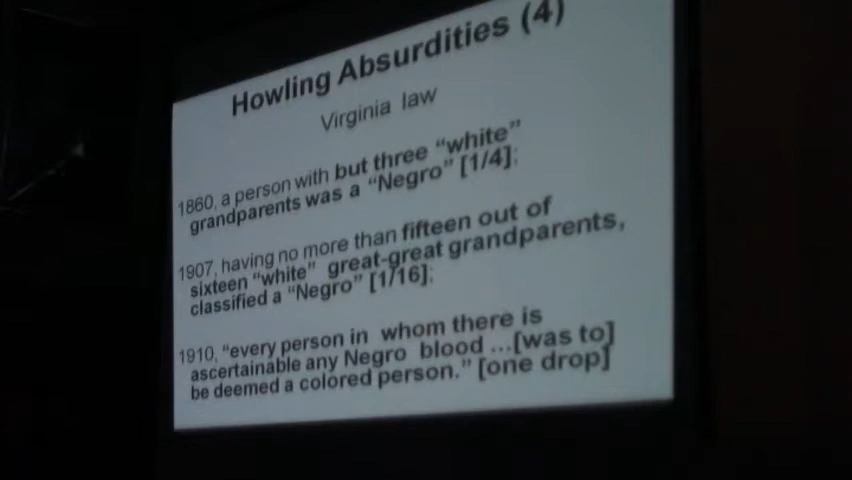 Howling Absurdities (4)
Virginia law
1860, a person with but three "white"
grandparents was a "Negro" [1/4];
1907, having no more than fifteen out of
sixteen "white" great-great grandparents,
classified a "Negro" [1/16];
1910, "every person in whom there is
ascertainable any Negro blood ...[was to]
be deemed a colored person." [one drop]